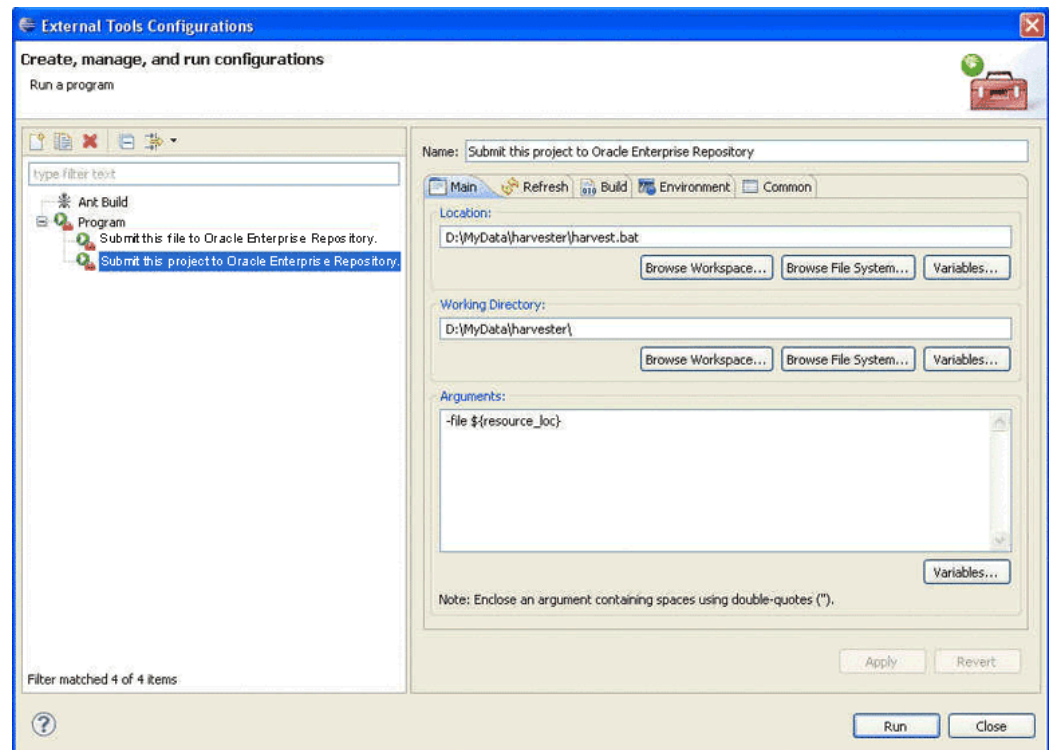 External Tools Configurations
Create, manage, and run configurations
Run a program
type filter text
Ant Build
Program
Submit this file to Oracle Enterprise Repository.
Submit this project to Oracle Enterprise Repository.
Filter matched 4 of 4 items
Name: Submit this project to Oracle Enterprise Repository
Main Refresh Build Environment Common
Location:
D:\MyData\harvester\harvest.bat
Browse Workspace... Browse File System... Variables...
Working Directory:
D:\MyData\harvester\
Browse Workspace... Browse File System... Variables...
Arguments:
-file ${resource_loc}
Variables...
Note: Enclose an argument containing spaces using double-quotes (").
Apply Revert
Run Close